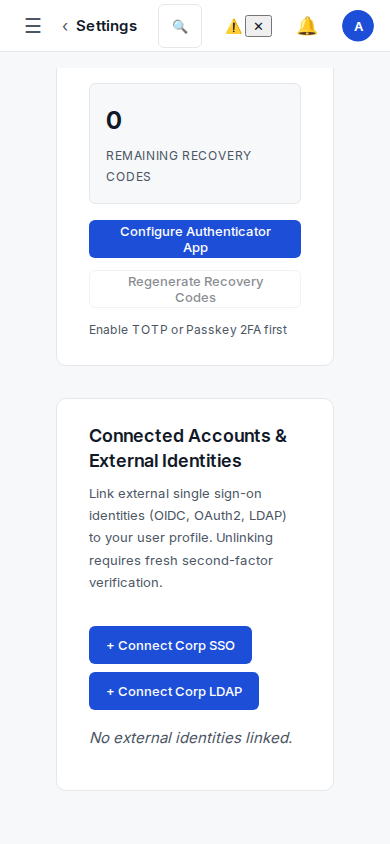 Settings
A
0
REMAINING RECOVERY
CODES
Configure Authenticator
App
Regenerate Recovery
Codes
Enable TOTP or Passkey 2FA first
Connected Accounts &
External Identities
Link external single sign-on
identities (OIDC, OAuth2, LDAP)
to your user profile. Unlinking
requires fresh second-factor
verification.
+ Connect Corp SSO
+ Connect Corp LDAP
No external identities linked.